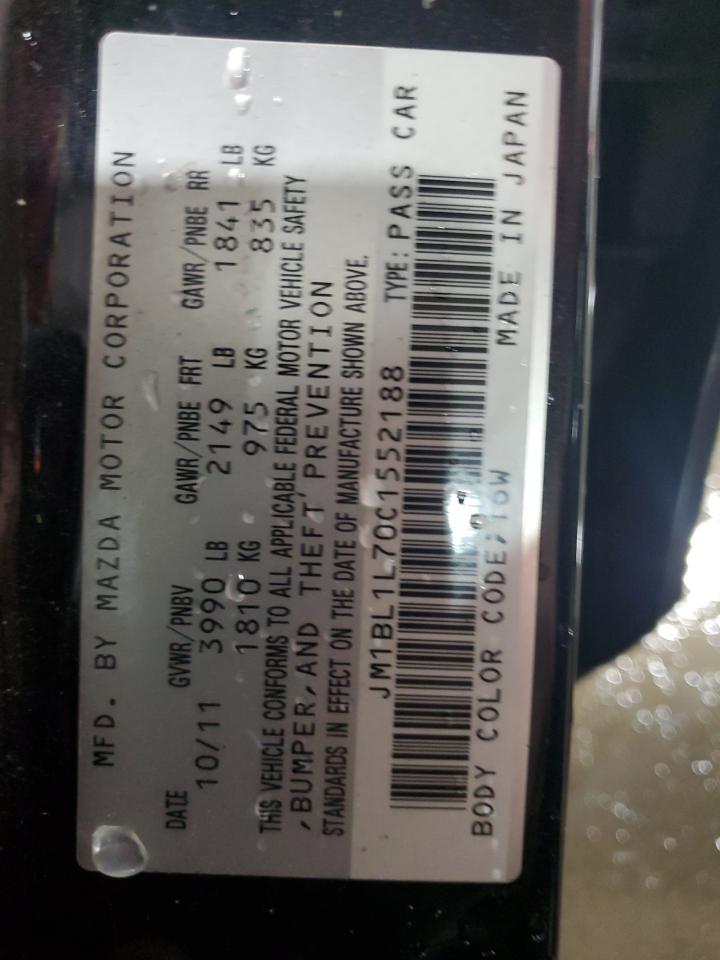 MFD. BY MAZDA MOTOR CORPORATION
DATE GVWR/PNBV GAWR/PNBE FRT GAWR/PNBE RR
10/11 3990 LB 2149 LB 1841 LB
1810 KG 975 KG 835 KG
THIS VEHICLE CONFORMS TO ALL APPLICABLE FEDERAL MOTOR VEHICLE SAFETY
,BUMPER,AND THEFT PREVENTION
STANDARDS IN EFFECT ON THE DATE OF MANUFACTURE SHOWN ABOVE.
JM1BL1L70C1552188 TYPE: PASS CAR
BODY COLOR CODE: MADE IN JAPAN